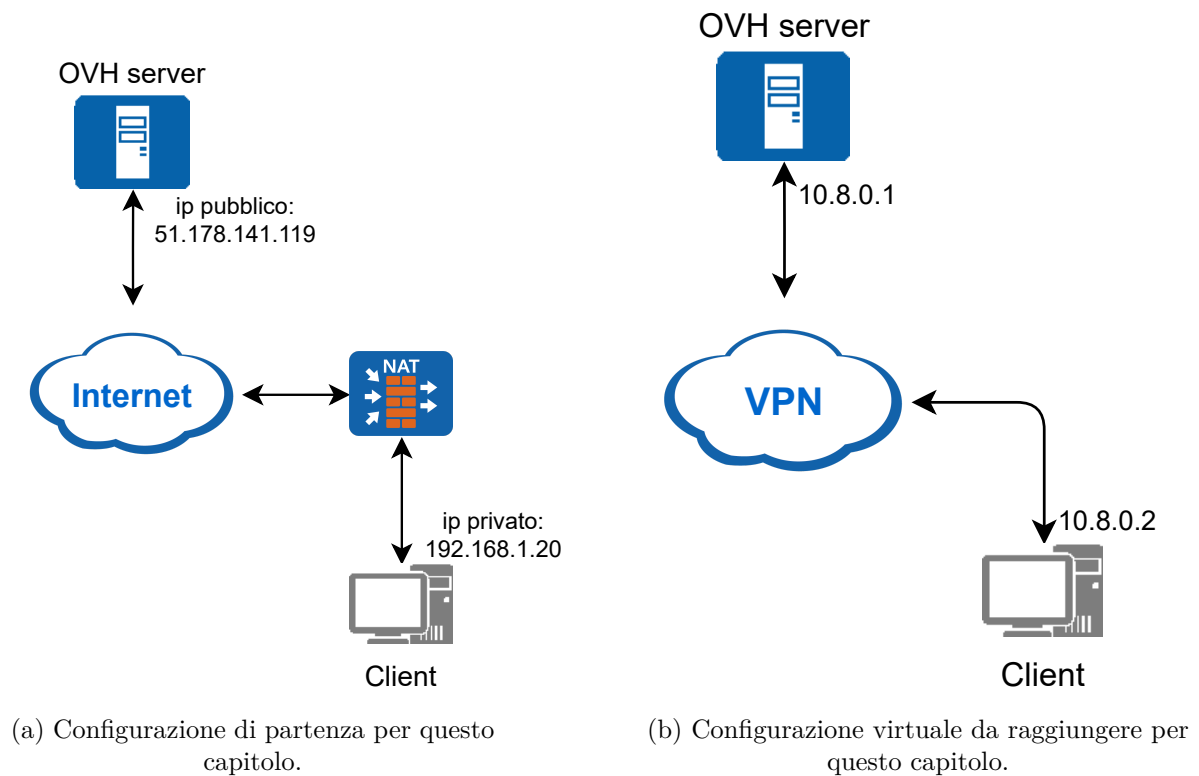 OVH server
ip pubblico:
51.178.141.119
Internet
NAT
ip privato:
192.168.1.20
Client
(a) Configurazione di partenza per questo
capitolo.
OVH server
10.8.0.1
VPN
10.8.0.2
Client
(b) Configurazione virtuale da raggiungere per
questo capitolo.